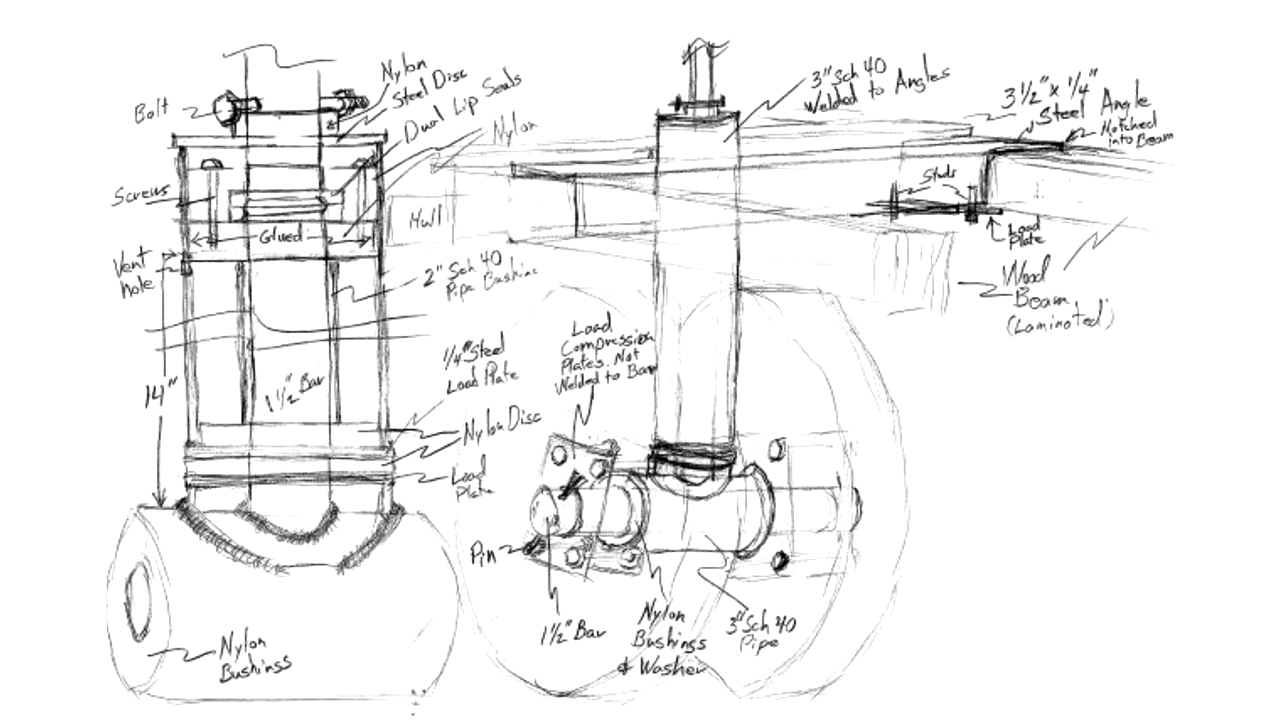 Nylon
Steel Disc
Dual Lip Seals
Nylon
Bolt
Screws
Glued
Hull
Vent
hole
2" Sch 40
Pipe Bushing
14"
1 1/2" Bar
1/4" Steel
Load Plate
Nylon Disc
Load
Plate
Nylon
Bushings
3" Sch 40
Welded to Angles
3 1/2" x 1/4"
Steel Angle
Notched
into Beam
Studs
Load
Plate
Wood
Beam
(Laminated)
Load
Compression
Plates. Not
Welded to Bar
Pin
1 1/2" Bar
Nylon
Bushings
& Washer
3" Sch 40
Pipe